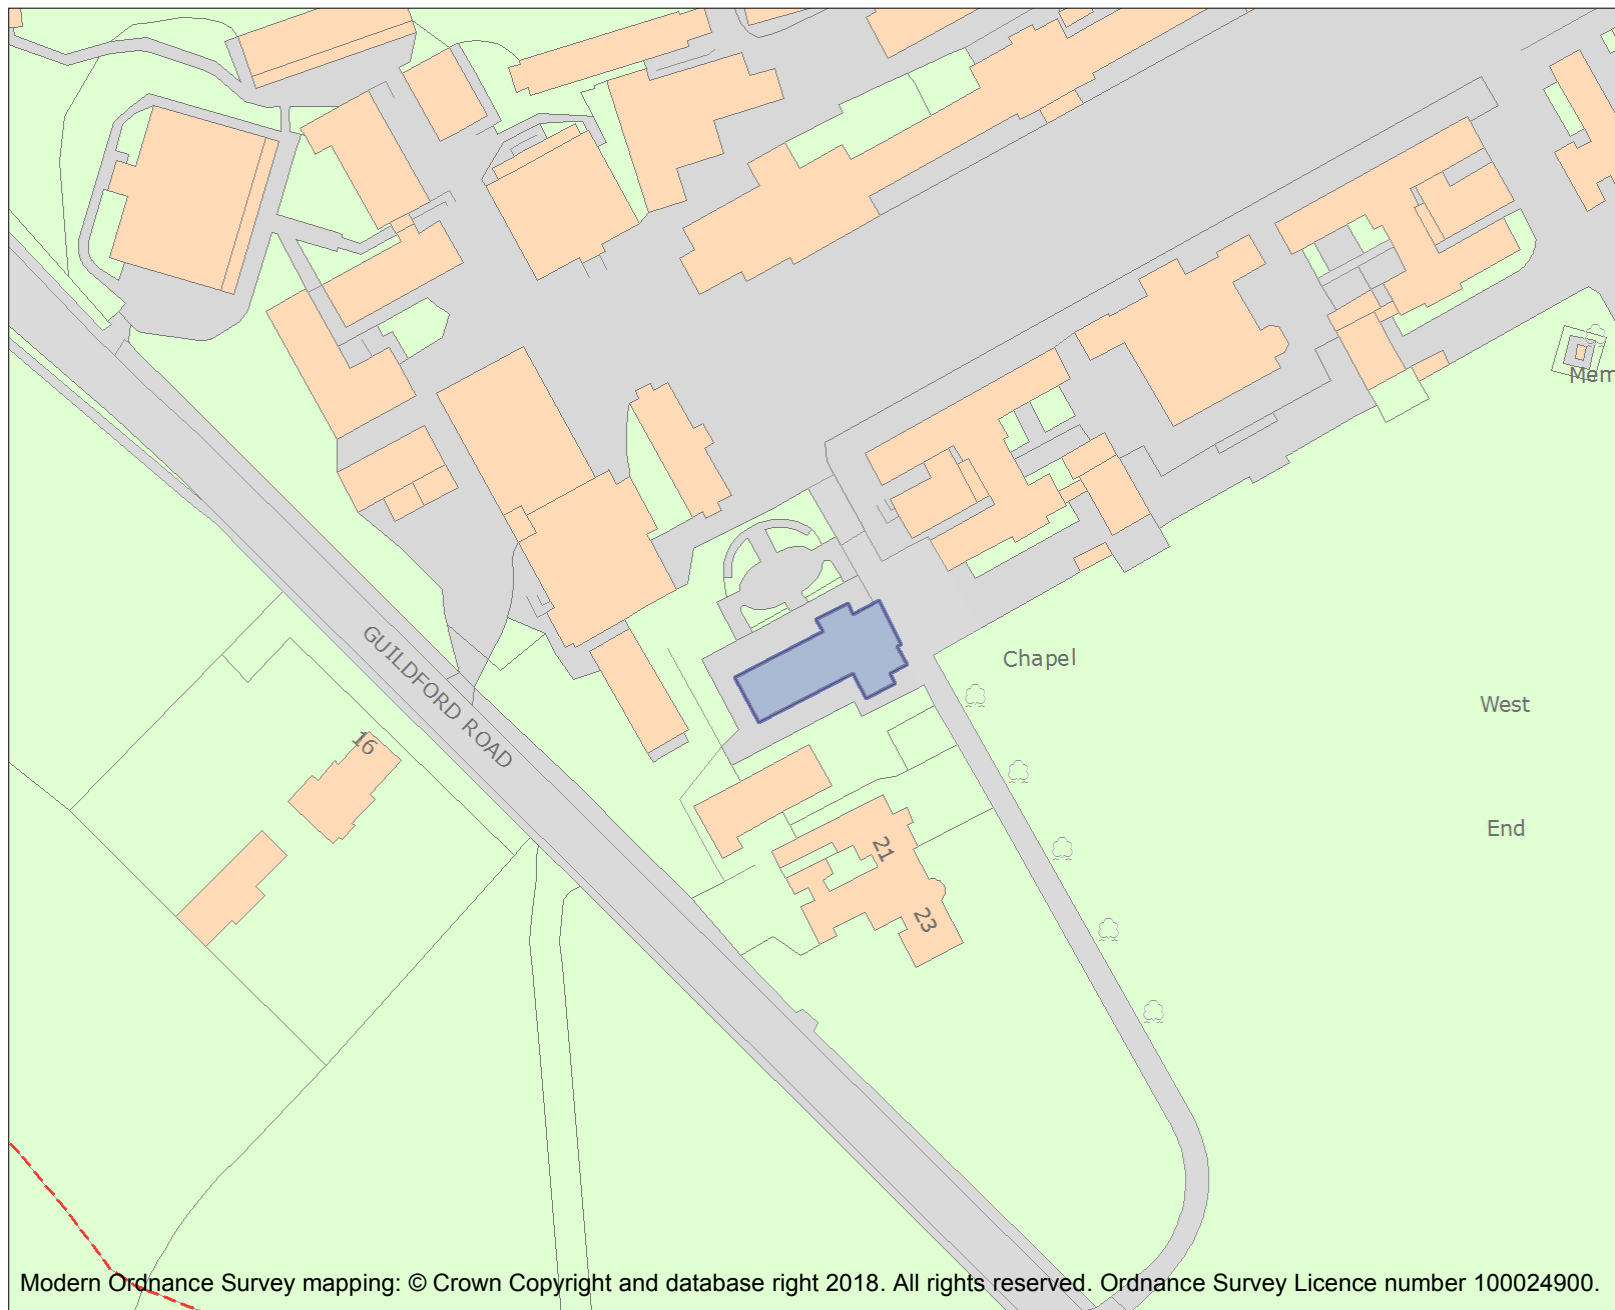 Mem
GUILDFORD ROAD
Chapel
West
16
End
21
23
Modern Ordnance Survey mapping: © Crown Copyright and database right 2018. All rights reserved. Ordnance Survey Licence number 100024900.